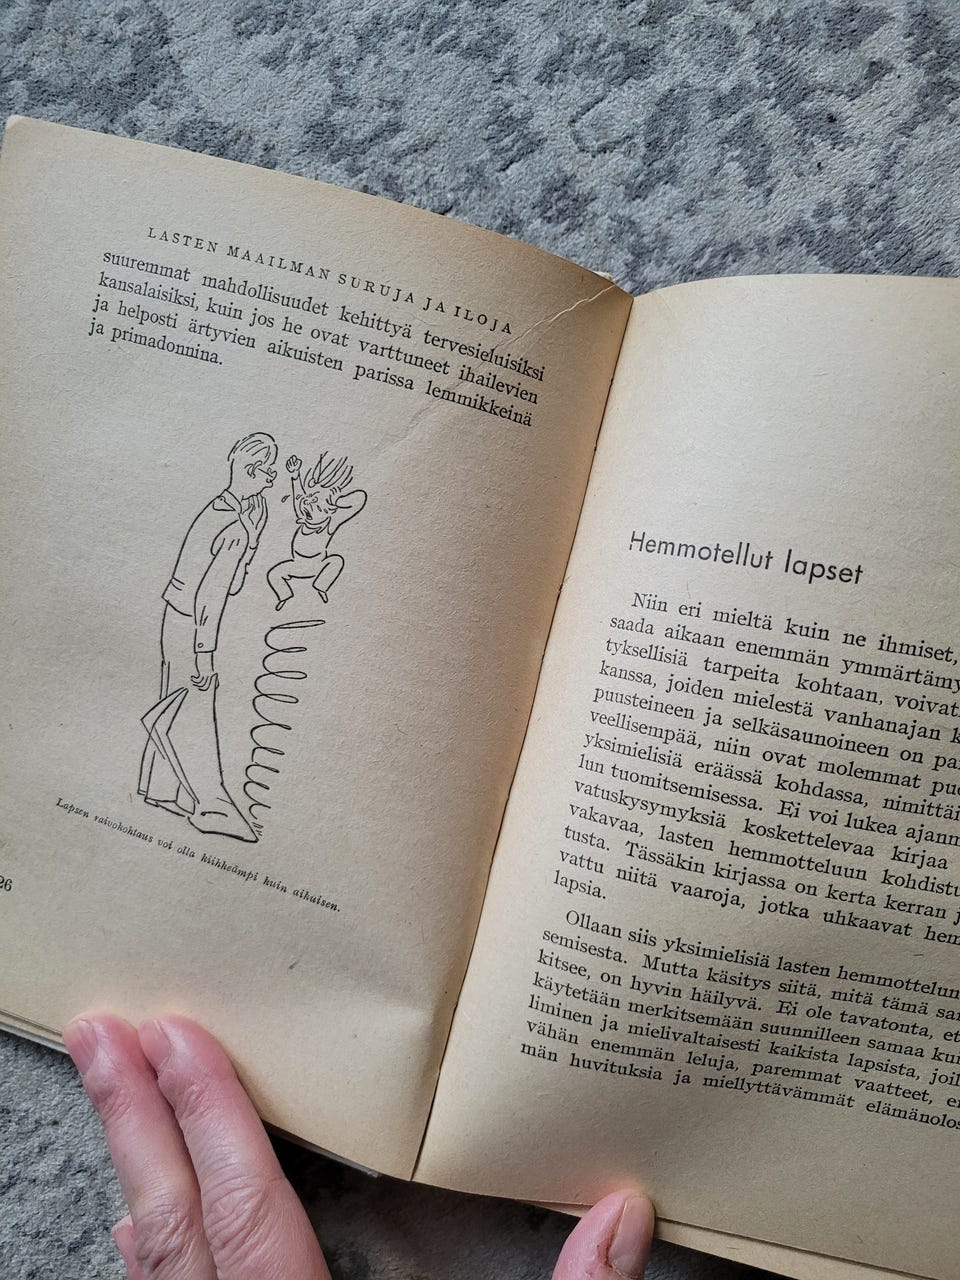 LASTEN MAAILMAN SURUJA JA ILOJA
suuremmat mahdollisuudet kehittyä tervesieluisiksi
kansalaisiksi, kuin jos he ovat varttuneet ihailevien
ja helposti ärtyvien aikuisten parissa lemmikkeinä
ja primadonnina.
Lapsen raivokohtaus voi olla kiihkeämpi kuin aikuisen.
26
Hemmotellut lapset
Niin eri mieltä kuin ne ihmiset,
saada aikaan enemmän ymmärtämy
tyksellisiä tarpeita kohtaan, voivat
kanssa, joiden mielestä vanhanajan k
puusteineen ja selkäsaunoineen on pa
veellisempää, niin ovat molemmat puo
yksimielisiä eräässä kohdassa, nimittäi
lun tuomitsemisessa. Ei voi lukea ajanm
vatuskysymyksiä koskettelevaa kirjaa
vakavaa, lasten hemmotteluun kohdistu
tusta. Tässäkin kirjassa on kerta kerran j
vattu niitä vaaroja, jotka uhkaavat hem
lapsia.
Ollaan siis yksimielisiä lasten hemmottelun
semisesta. Mutta käsitys siitä, mitä tämä sa
kitsee, on hyvin häilyvä. Ei ole tavatonta, et
käytetään merkitsemään suunnilleen samaa kui
liminen ja mielivaltaisesti kaikista lapsista, joil
vähän enemmän leluja, paremmat vaatteet, e
män huvituksia ja miellyttävämmät elämänolos